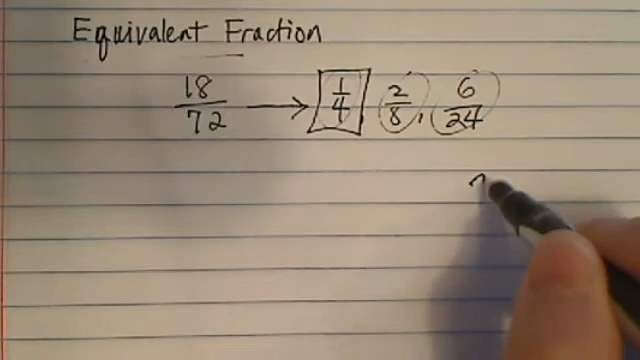 Equivalent Fraction
18/72 → 1/4 2/8, 6/24